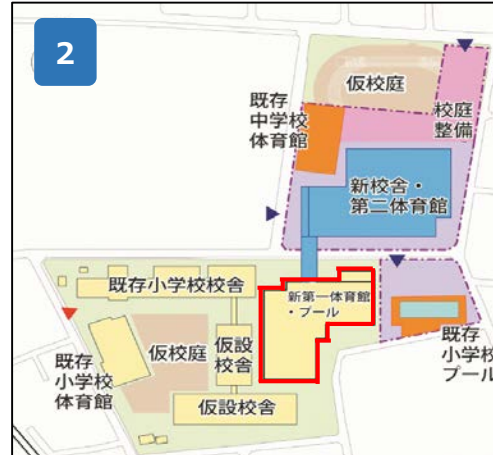 2
仮校庭
既存
中学校
体育館
校庭
整備
新校舎・
第二体育館
既存小学校校舎
新第一体育館
・プール
仮校庭
仮設
校舎
既存
小学校
体育館
仮設校舎
既存
小学校
プール